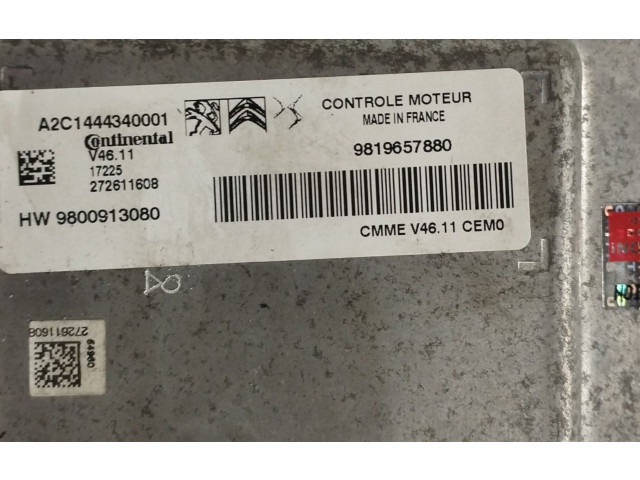 A2C1444340001
Continental
V46.11
17225
272611608
HW 9800913080
CONTROLE MOTEUR
MADE IN FRANCE
9819657880
CMME V46.11 CEM0
64960
272611608